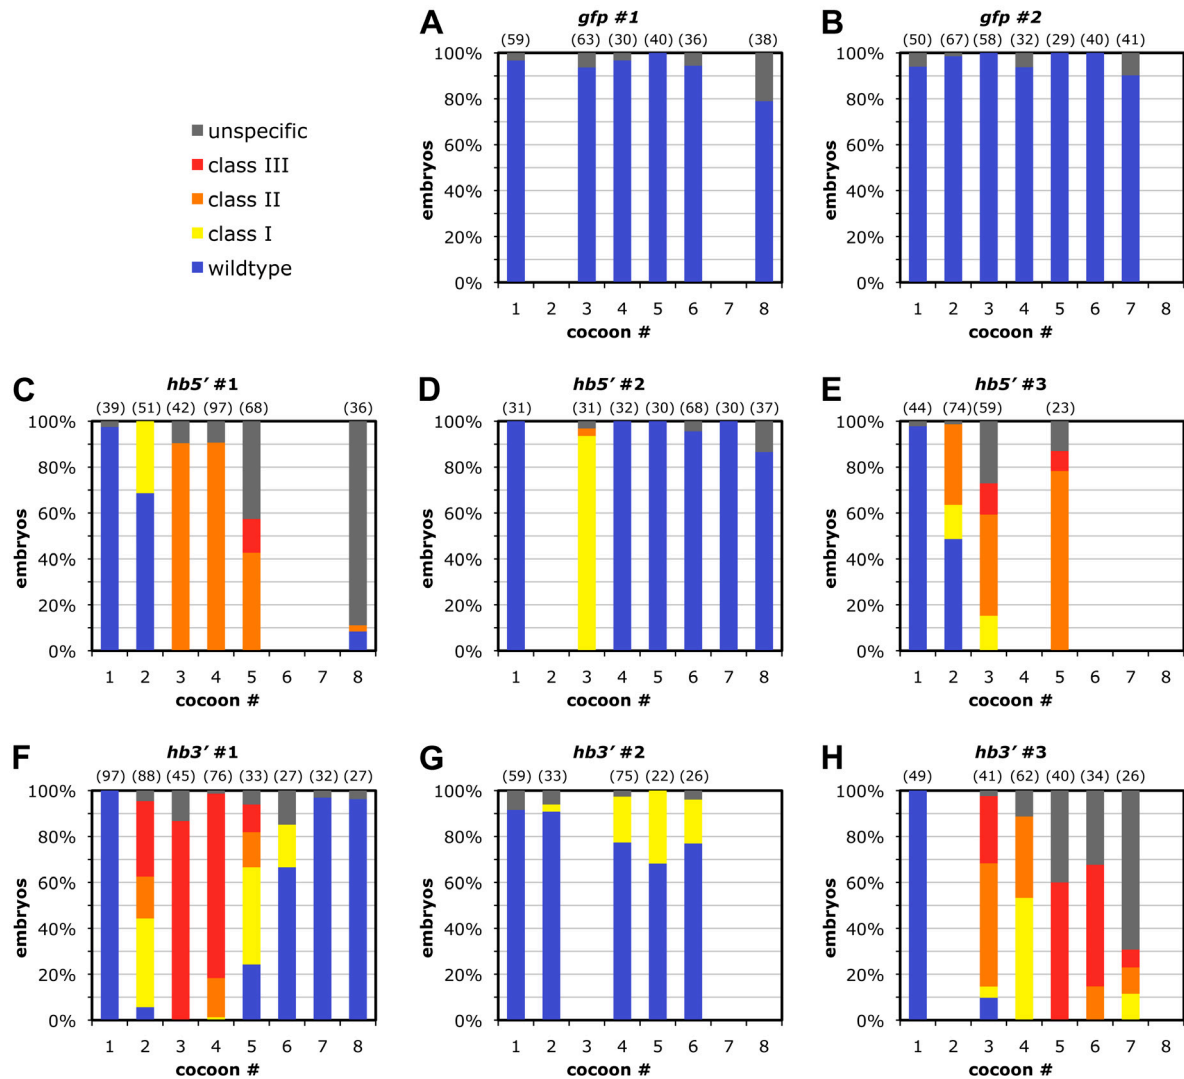 A
gfp #1
(59) (63) (30) (40) (36) (38)
100%
80%
60%
40%
20%
0%
embryos
1 2 3 4 5 6 7 8
cocoon #
B
gfp #2
(50) (67) (58) (32) (29) (40) (41)
100%
80%
60%
40%
20%
0%
embryos
1 2 3 4 5 6 7 8
cocoon #
unspecific
class III
class II
class I
wildtype
C
hb5′ #1
(39) (51) (42) (97) (68) (36)
100%
80%
60%
40%
20%
0%
embryos
1 2 3 4 5 6 7 8
cocoon #
D
hb5′ #2
(31) (31) (32) (30) (68) (30) (37)
100%
80%
60%
40%
20%
0%
embryos
1 2 3 4 5 6 7 8
cocoon #
E
hb5′ #3
(44) (74) (59) (23)
100%
80%
60%
40%
20%
0%
embryos
1 2 3 4 5 6 7 8
cocoon #
F
hb3′ #1
(97) (88) (45) (76) (33) (27) (32) (27)
100%
80%
60%
40%
20%
0%
embryos
1 2 3 4 5 6 7 8
cocoon #
G
hb3′ #2
(59) (33) (75) (22) (26)
100%
80%
60%
40%
20%
0%
embryos
1 2 3 4 5 6 7 8
cocoon #
H
hb3′ #3
(49) (41) (62) (40) (34) (26)
100%
80%
60%
40%
20%
0%
embryos
1 2 3 4 5 6 7 8
cocoon #